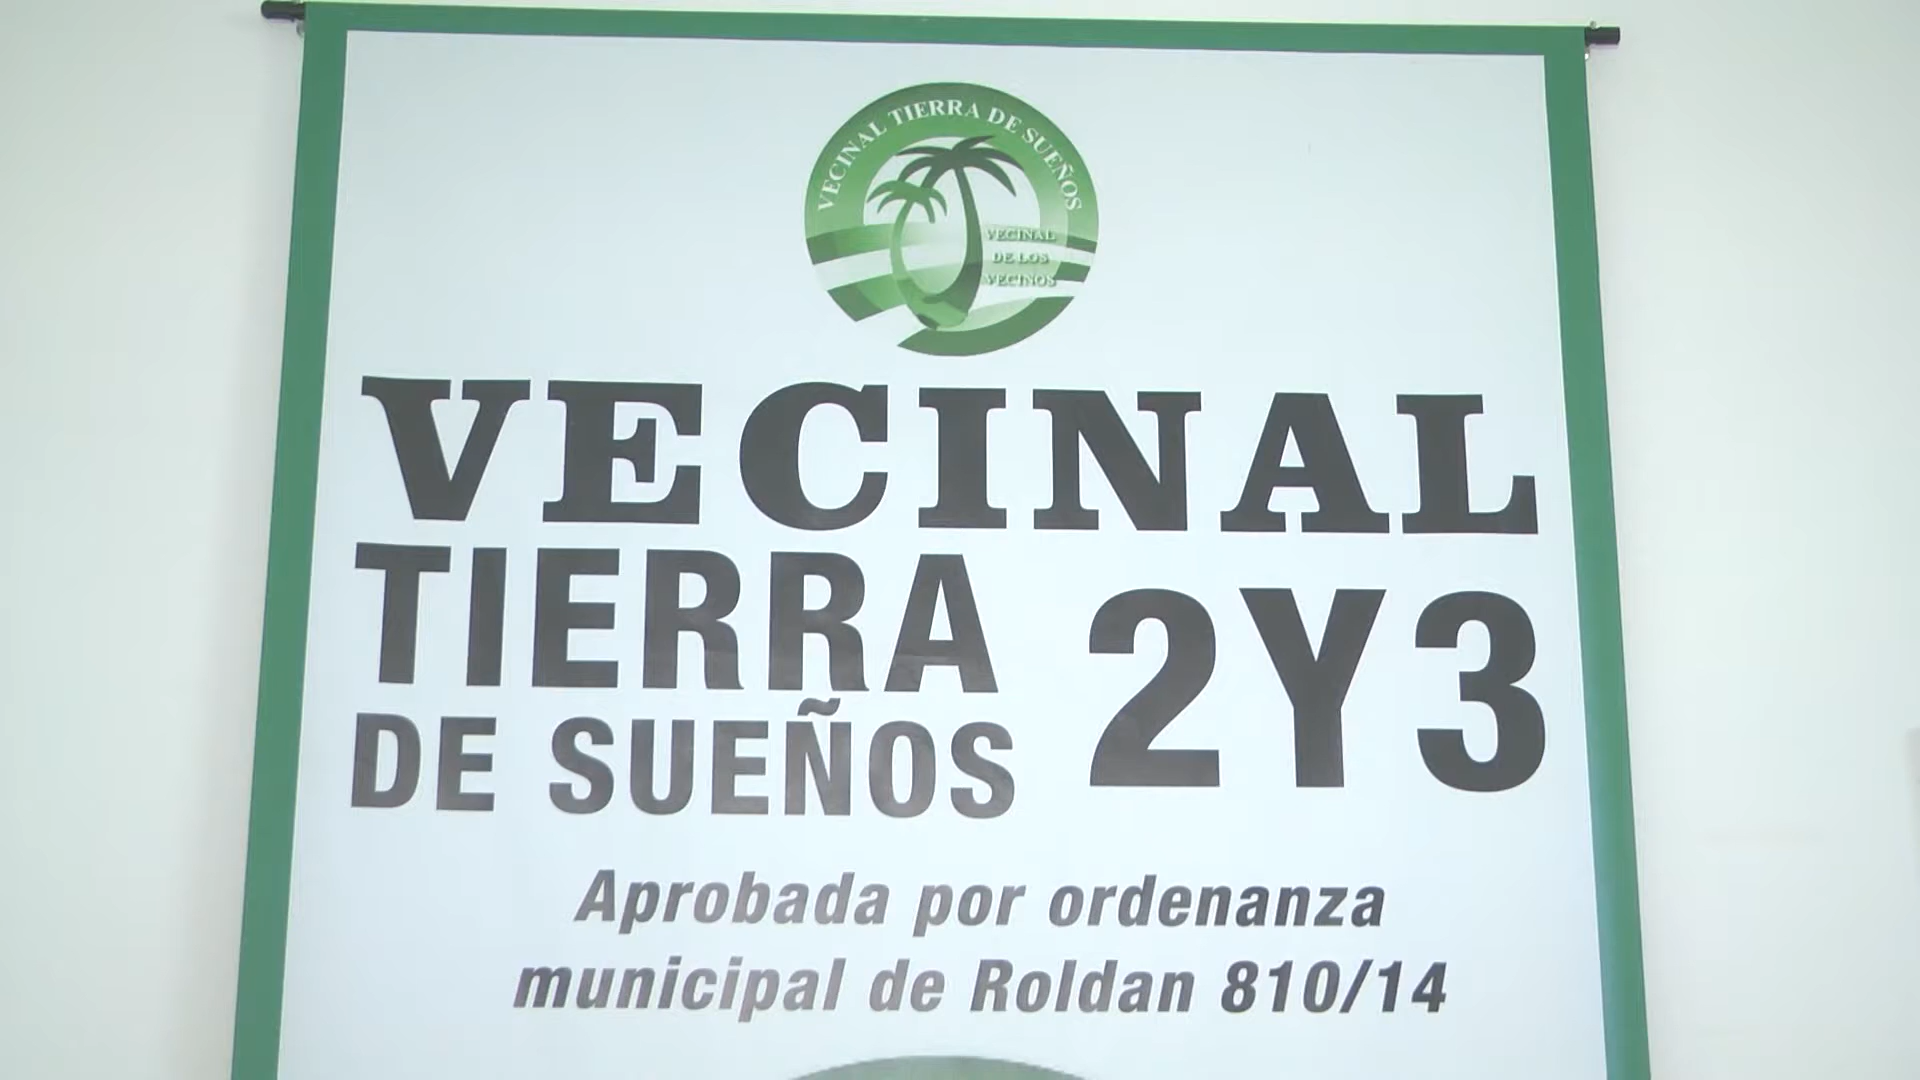 VECINAL TIERRA DE SUEÑOS
VECINAL
DE LOS
VECINOS
VECINAL
TIERRA
DE SUEÑOS
2Y3
Aprobada por ordenanza
municipal de Roldan 810/14